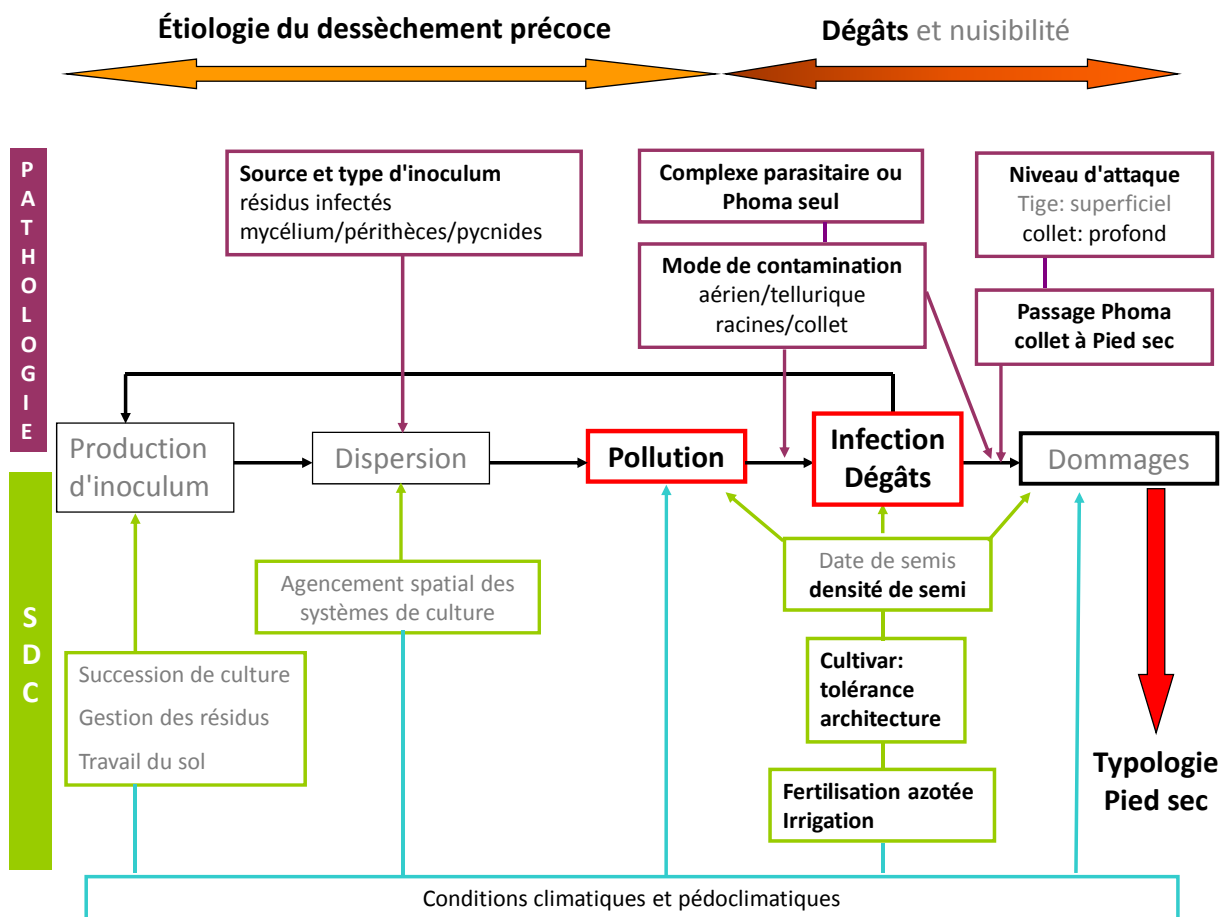 Étiologie du dessèchement précoce
Dégâts et nuisibilité
PATHOLOGIE
Source et type d'inoculum
résidus infectés
mycélium/périthèces/pycnides
Complexe parasitaire ou
Phoma seul
Mode de contamination
aérien/tellurique
racines/collet
Niveau d'attaque
Tige: superficiel
collet: profond
Passage Phoma
collet à Pied sec
Production
d'inoculum
Dispersion
Pollution
Infection
Dégâts
Dommages
SDC
Succession de culture
Gestion des résidus
Travail du sol
Agencement spatial des
systèmes de culture
Date de semis
densité de semi
Cultivar:
tolérance
architecture
Fertilisation azotée
Irrigation
Typologie
Pied sec
Conditions climatiques et pédoclimatiques